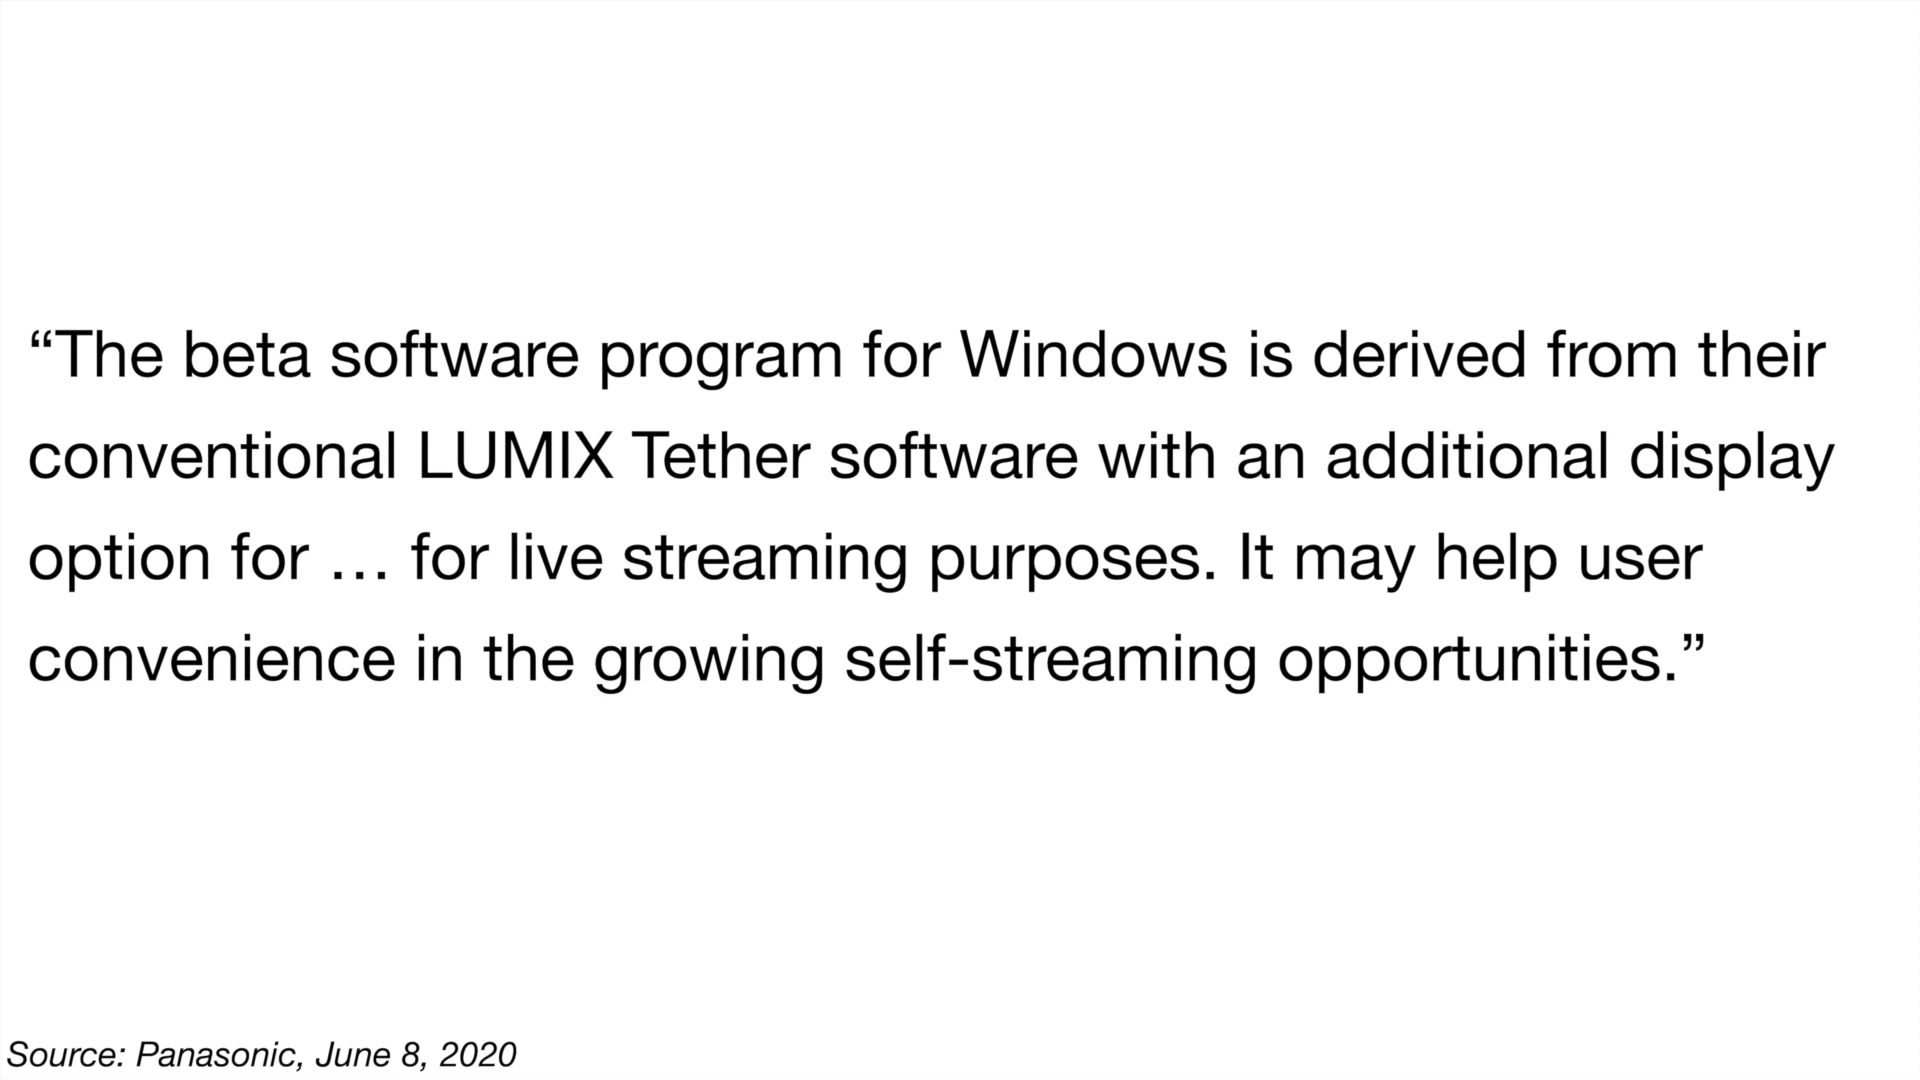 “The beta software program for Windows is derived from their
conventional LUMIX Tether software with an additional display
option for … for live streaming purposes. It may help user
convenience in the growing self-streaming opportunities.”
Source: Panasonic, June 8, 2020